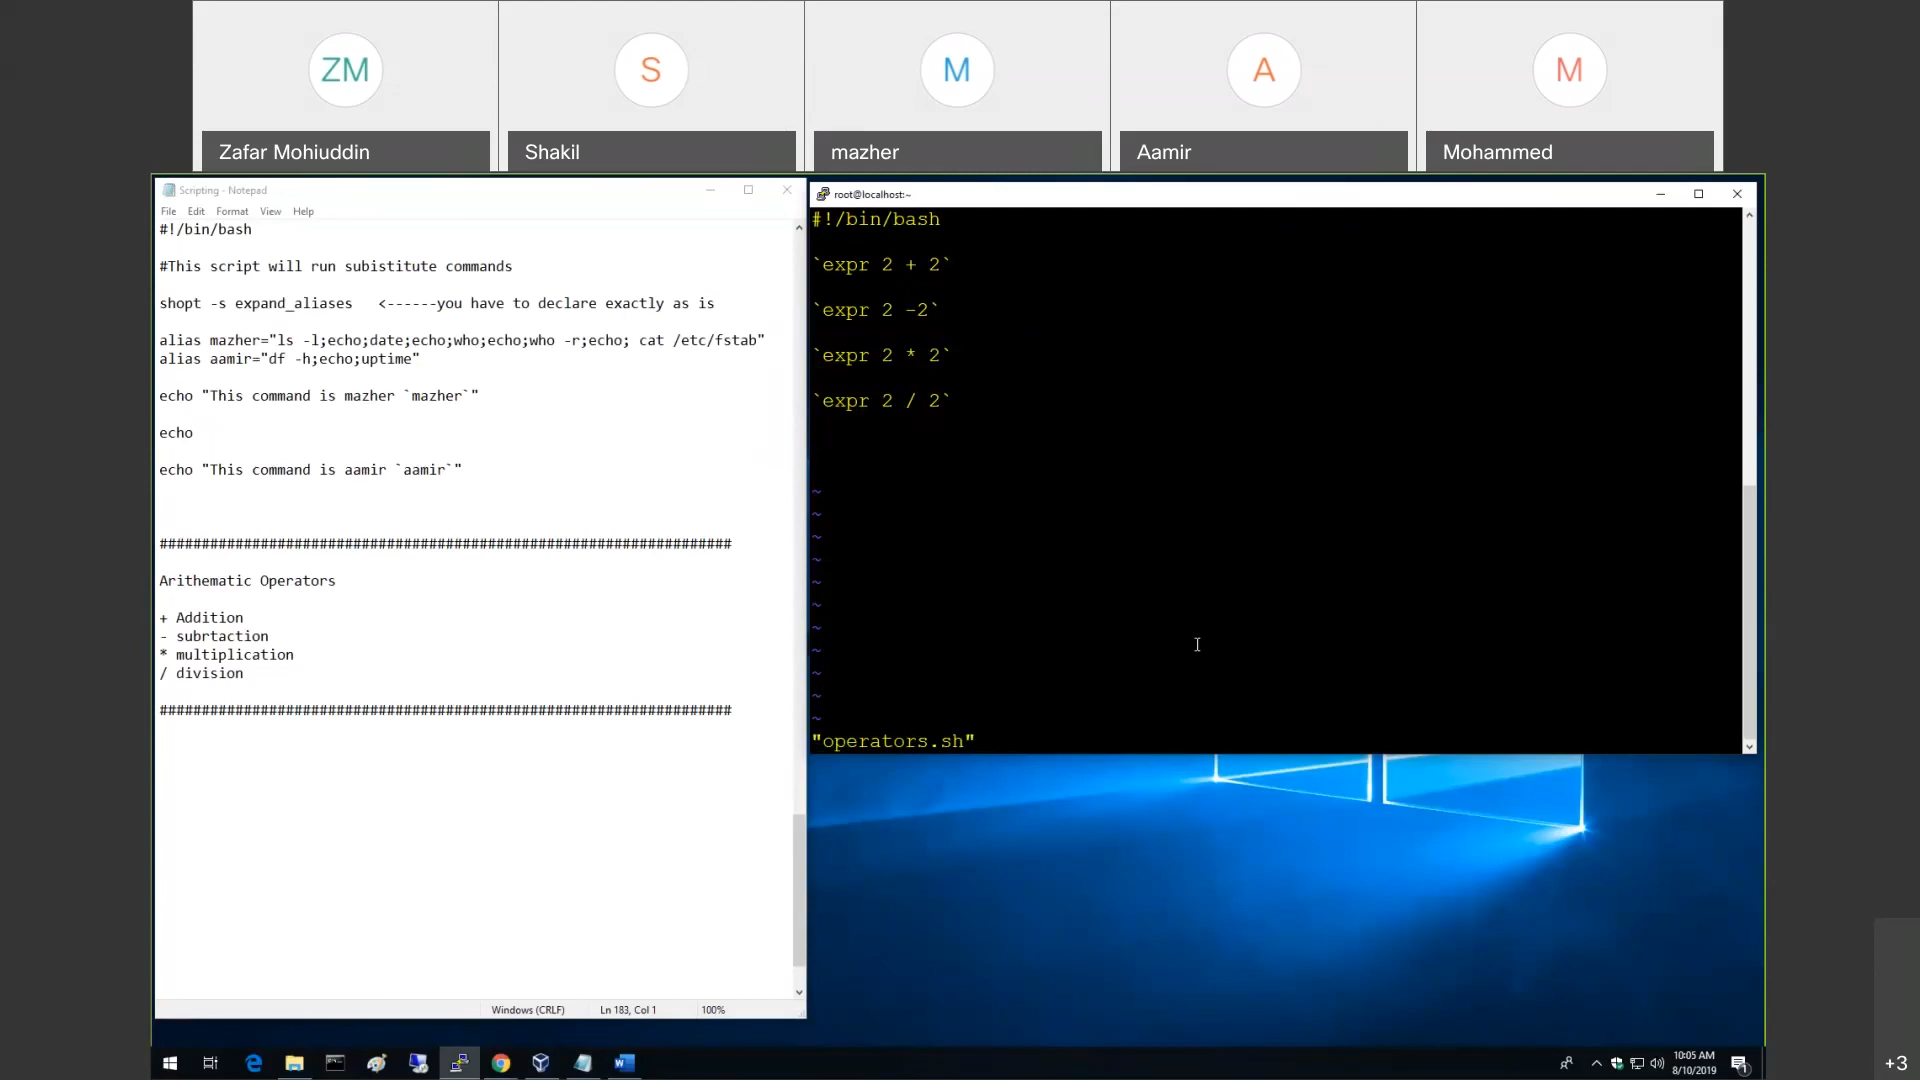 ZM
S
M
A
M
Zafar Mohiuddin
Shakil
mazher
Aamir
Mohammed
Scripting - Notepad
File Edit Format View Help
#!/bin/bash
#This script will run subistitute commands
shopt -s expand_aliases <------you have to declare exactly as is
alias mazher="ls -l;echo;date;echo;who;echo;who -r;echo; cat /etc/fstab"
alias aamir="df -h;echo;uptime"
echo "This command is mazher `mazher`"
echo
echo "This command is aamir `aamir`"
####################################################################
Arithematic Operators
+ Addition
- subrtaction
* multiplication
/ division
####################################################################
Windows (CRLF) Ln 183, Col 1 100%
root@localhost:~
#!/bin/bash
`expr 2 + 2`
`expr 2 -2`
`expr 2 * 2`
`expr 2 / 2`
~
~
~
~
~
~
~
~
~
~
~
"operators.sh"
10:05 AM
8/10/2019
1
+3